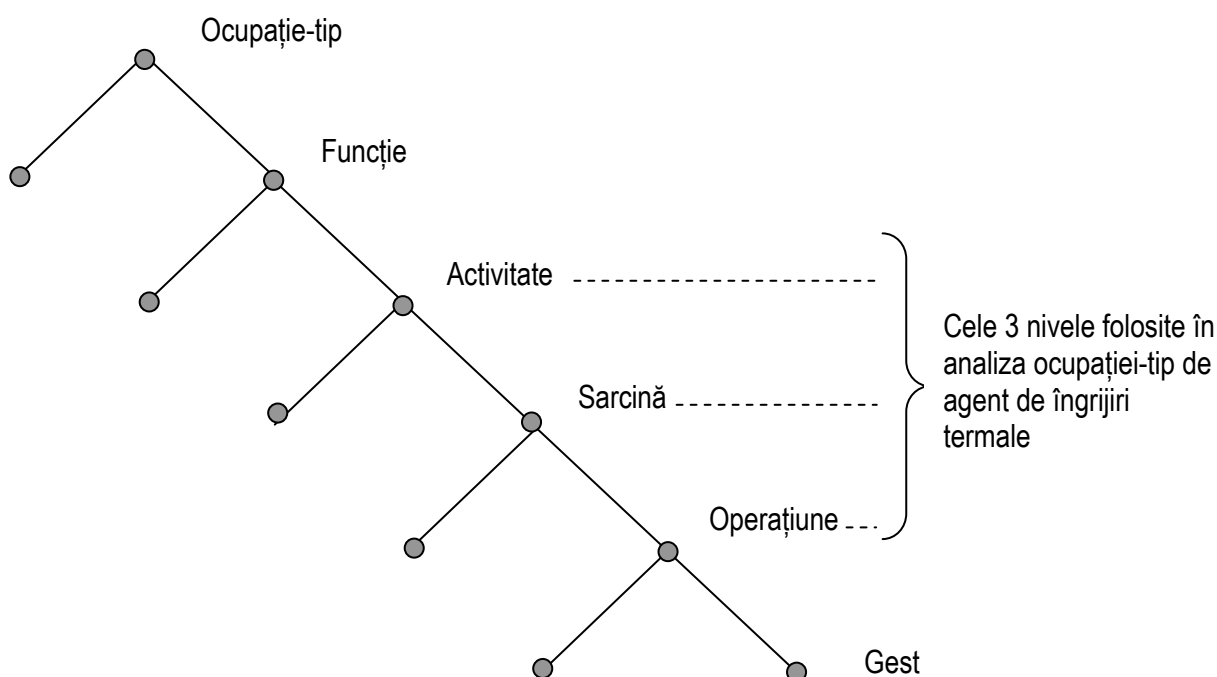 Ocupație-tip
Funcție
Activitate
Sarcină
Operațiune
Cele 3 nivele folosite în
analiza ocupației-tip de
agent de îngrijiri
termale
Gest